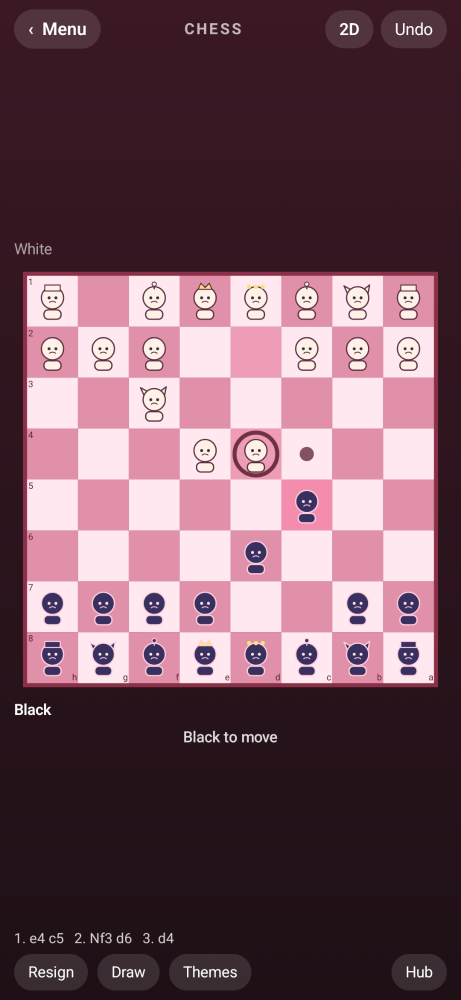 ‹ Menu CHESS 2D Undo
White
1
2
3
4
5
6
7
8
h g f e d c b a
Black
Black to move
1. e4 c5 2. Nf3 d6 3. d4
Resign Draw Themes Hub